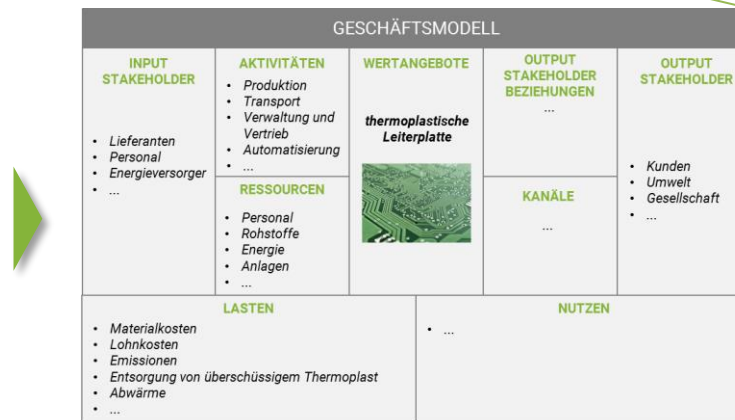 GESCHÄFTSMODELL
INPUT
STAKEHOLDER
• Lieferanten
• Personal
• Energieversorger
• ...
AKTIVITÄTEN
• Produktion
• Transport
• Verwaltung und
Vertrieb
• Automatisierung
• ...
RESSOURCEN
• Personal
• Rohstoffe
• Energie
• Anlagen
• ...
WERTANGEBOTE
thermoplastische
Leiterplatte
OUTPUT
STAKEHOLDER
BEZIEHUNGEN
...
KANÄLE
...
OUTPUT
STAKEHOLDER
• Kunden
• Umwelt
• Gesellschaft
• ...
LASTEN
• Materialkosten
• Lohnkosten
• Emissionen
• Entsorgung von überschüssigem Thermoplast
• Abwärme
• ...
NUTZEN
• ...